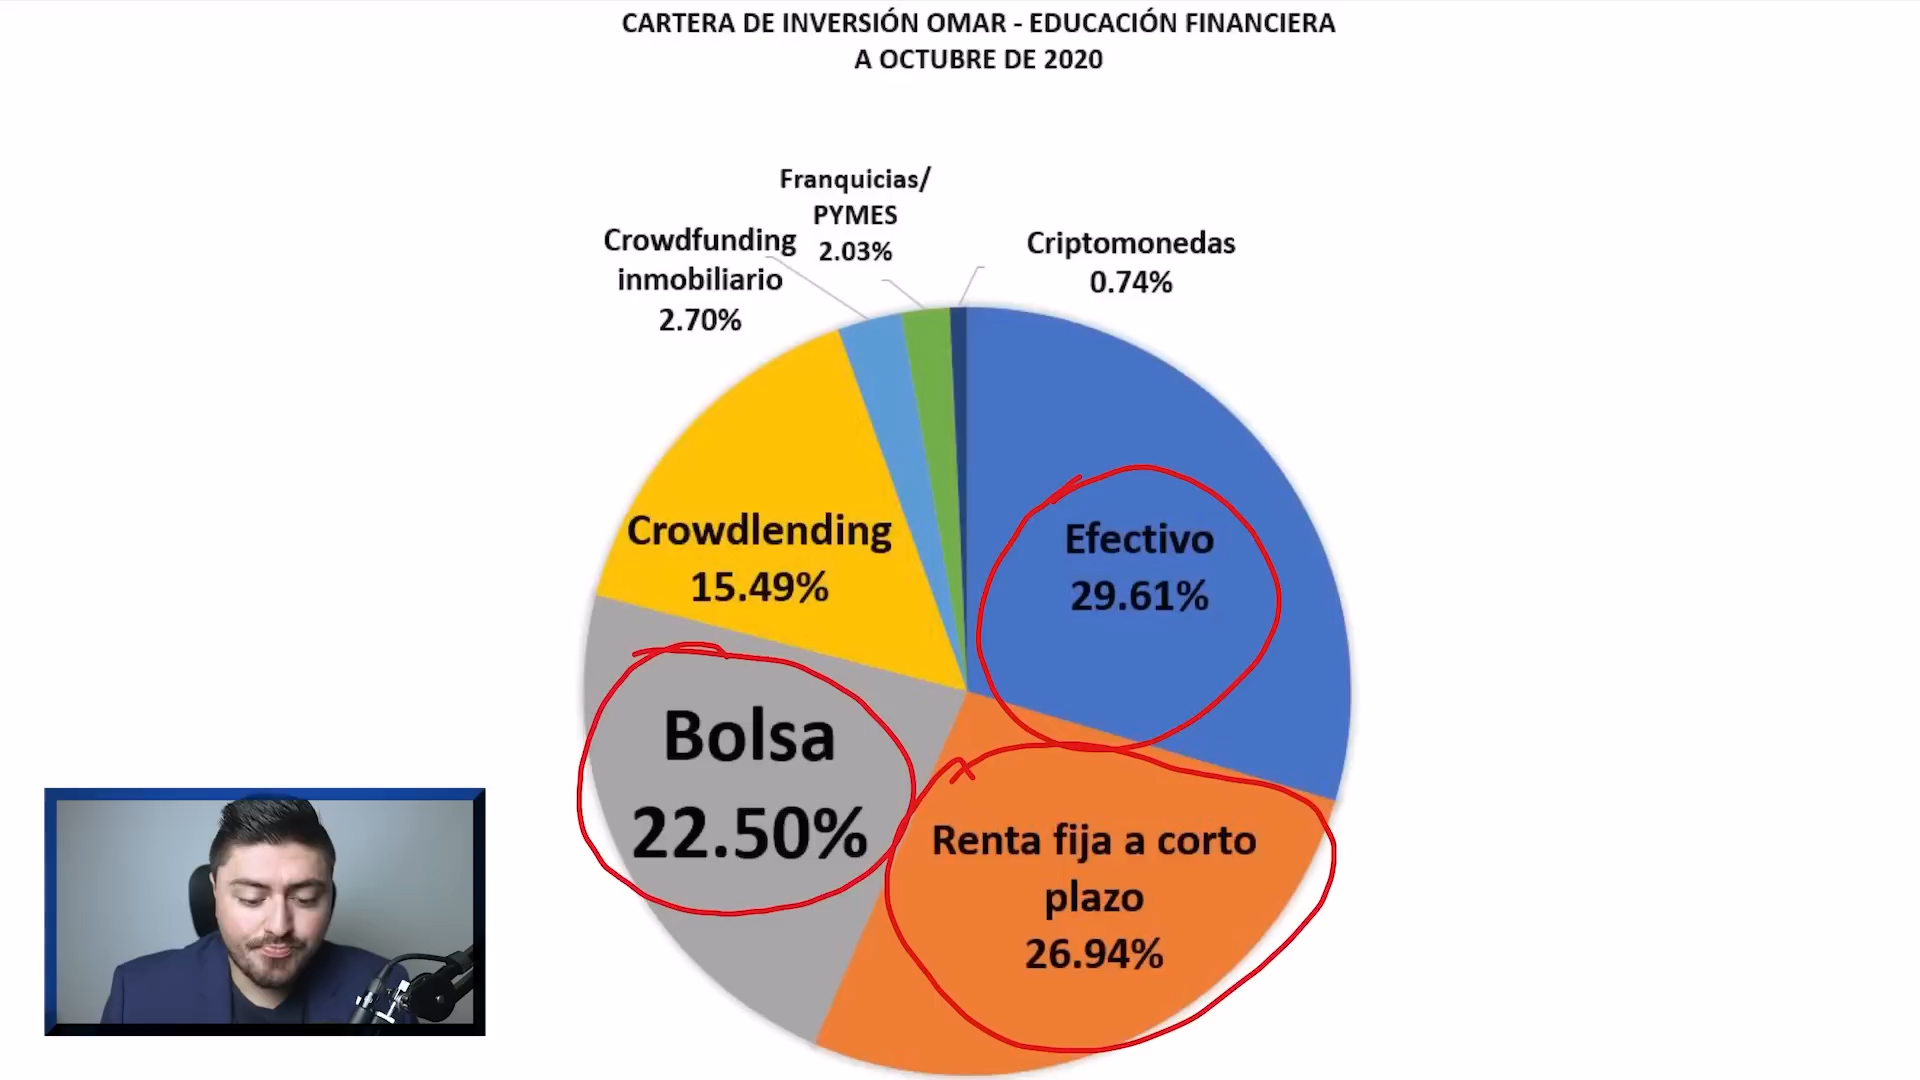 CARTERA DE INVERSIÓN OMAR - EDUCACIÓN FINANCIERA
A OCTUBRE DE 2020
Franquicias/
PYMES
2.03%
Crowdfunding
inmobiliario
2.70%
Criptomonedas
0.74%
Crowdlending
15.49%
Efectivo
29.61%
Bolsa
22.50%
Renta fija a corto
plazo
26.94%